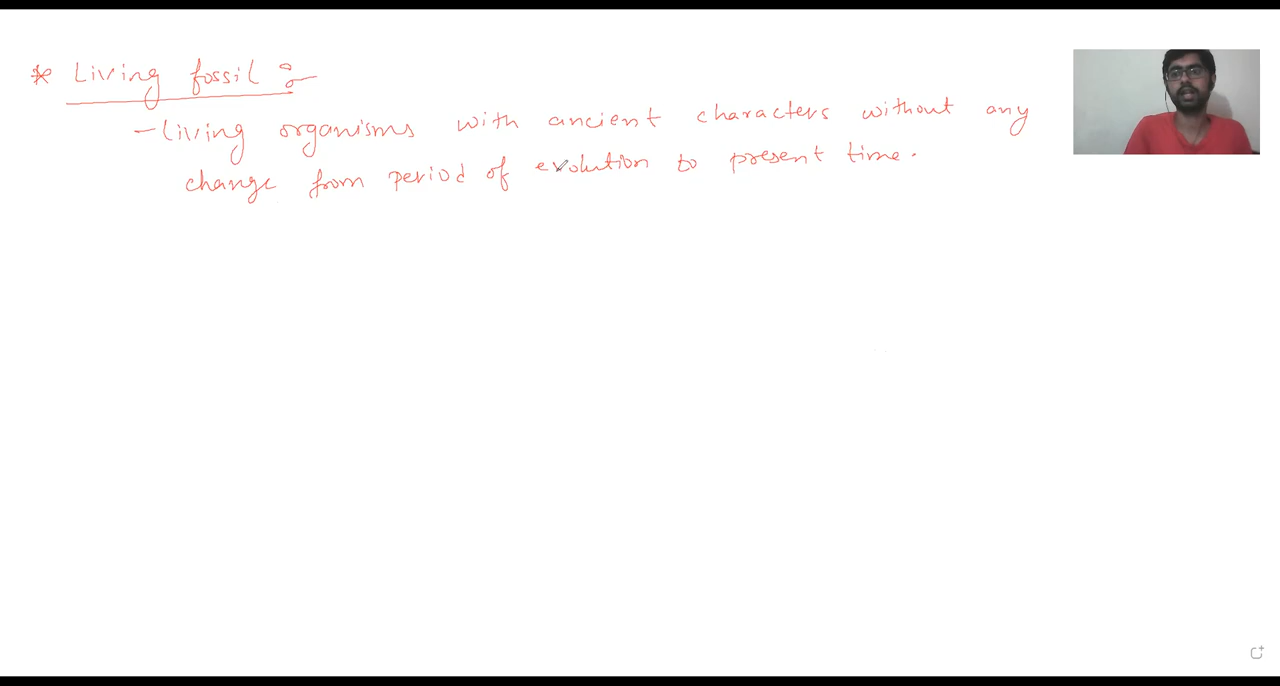 * Living fossil :-
- Living organisms with ancient characters without any
change from period of evolution to present time.